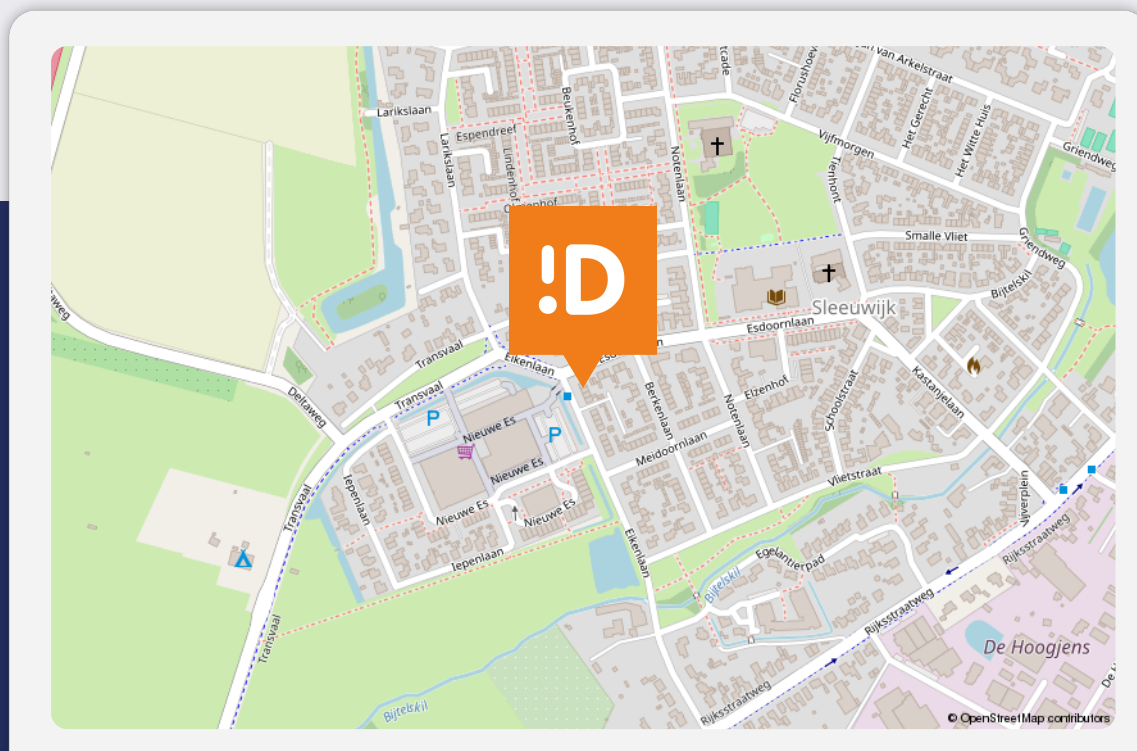 van Arkelstraat
Florushoev
Larikslaan
Beukenhof
Espendreef
Lindenhof
Larikslaan
Notenlaan
Vijfmorgen
Het Gerecht
Het Witte Huis
Griendweg
Tienhont
Smalle Vliet
Griendweg
Bijtelskil
!D
Sleeuwijk
Esdoornlaan
Deltaweg
Transvaal
Eikenlaan
Transvaal
Kastanjelaan
Berkenlaan
Notenlaan
Elzenhof
Schoolstraat
P
P
Nieuwe Es
Nieuwe Es
Nieuwe Es
Nieuwe Es
Meidoornlaan
Vlietstraat
Iepenlaan
Iepenlaan
Transvaal
Eikenlaan
Vijverplein
Egelantierpad
Bijtelskil
Rijksstraatweg
Rijksstraatweg
Rijksstraatweg
Transvaal
De Hoogjens
Bijtelskil
© OpenStreetMap contributors